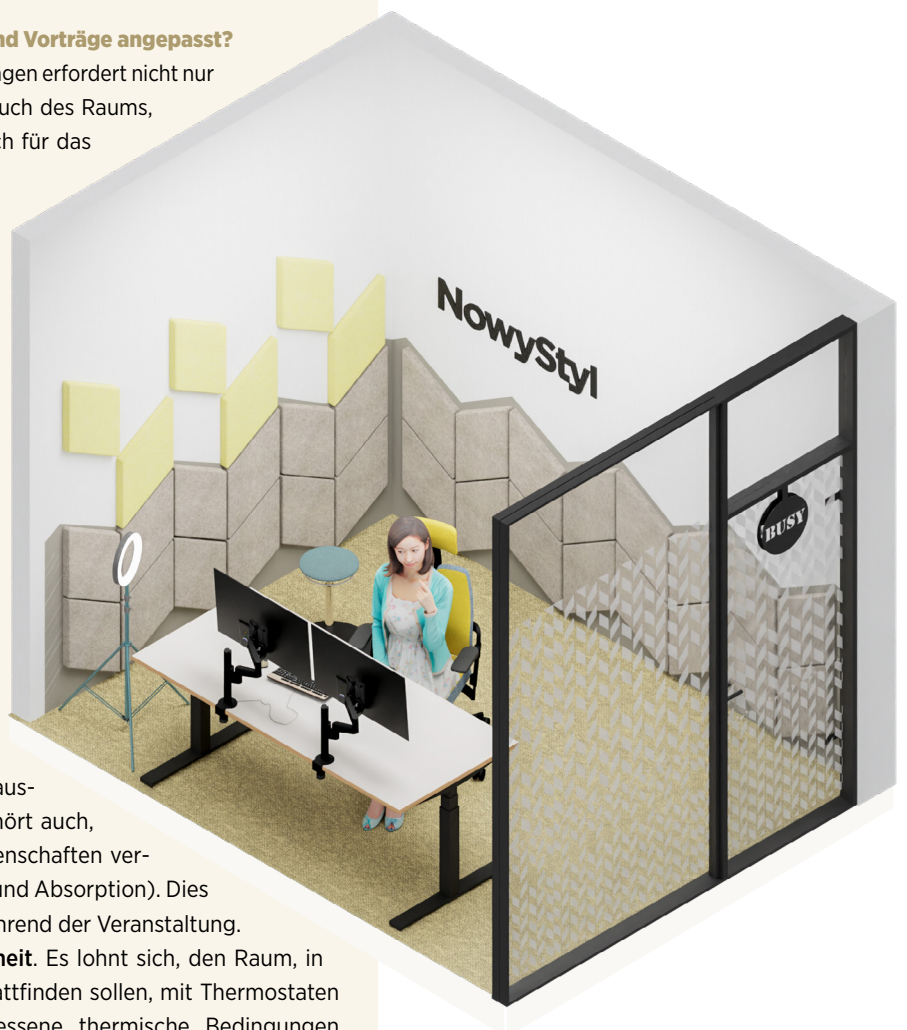 nd Vorträge angepasst?
gen erfordert nicht nur
uch des Raums,
ch für das
NowyStyl
BUSY
aus-
hört auch,
enschaften ver-
und Absorption). Dies
hrend der Veranstaltung.
heit. Es lohnt sich, den Raum, in
attfinden sollen, mit Thermostaten
essene thermische Bedingungen